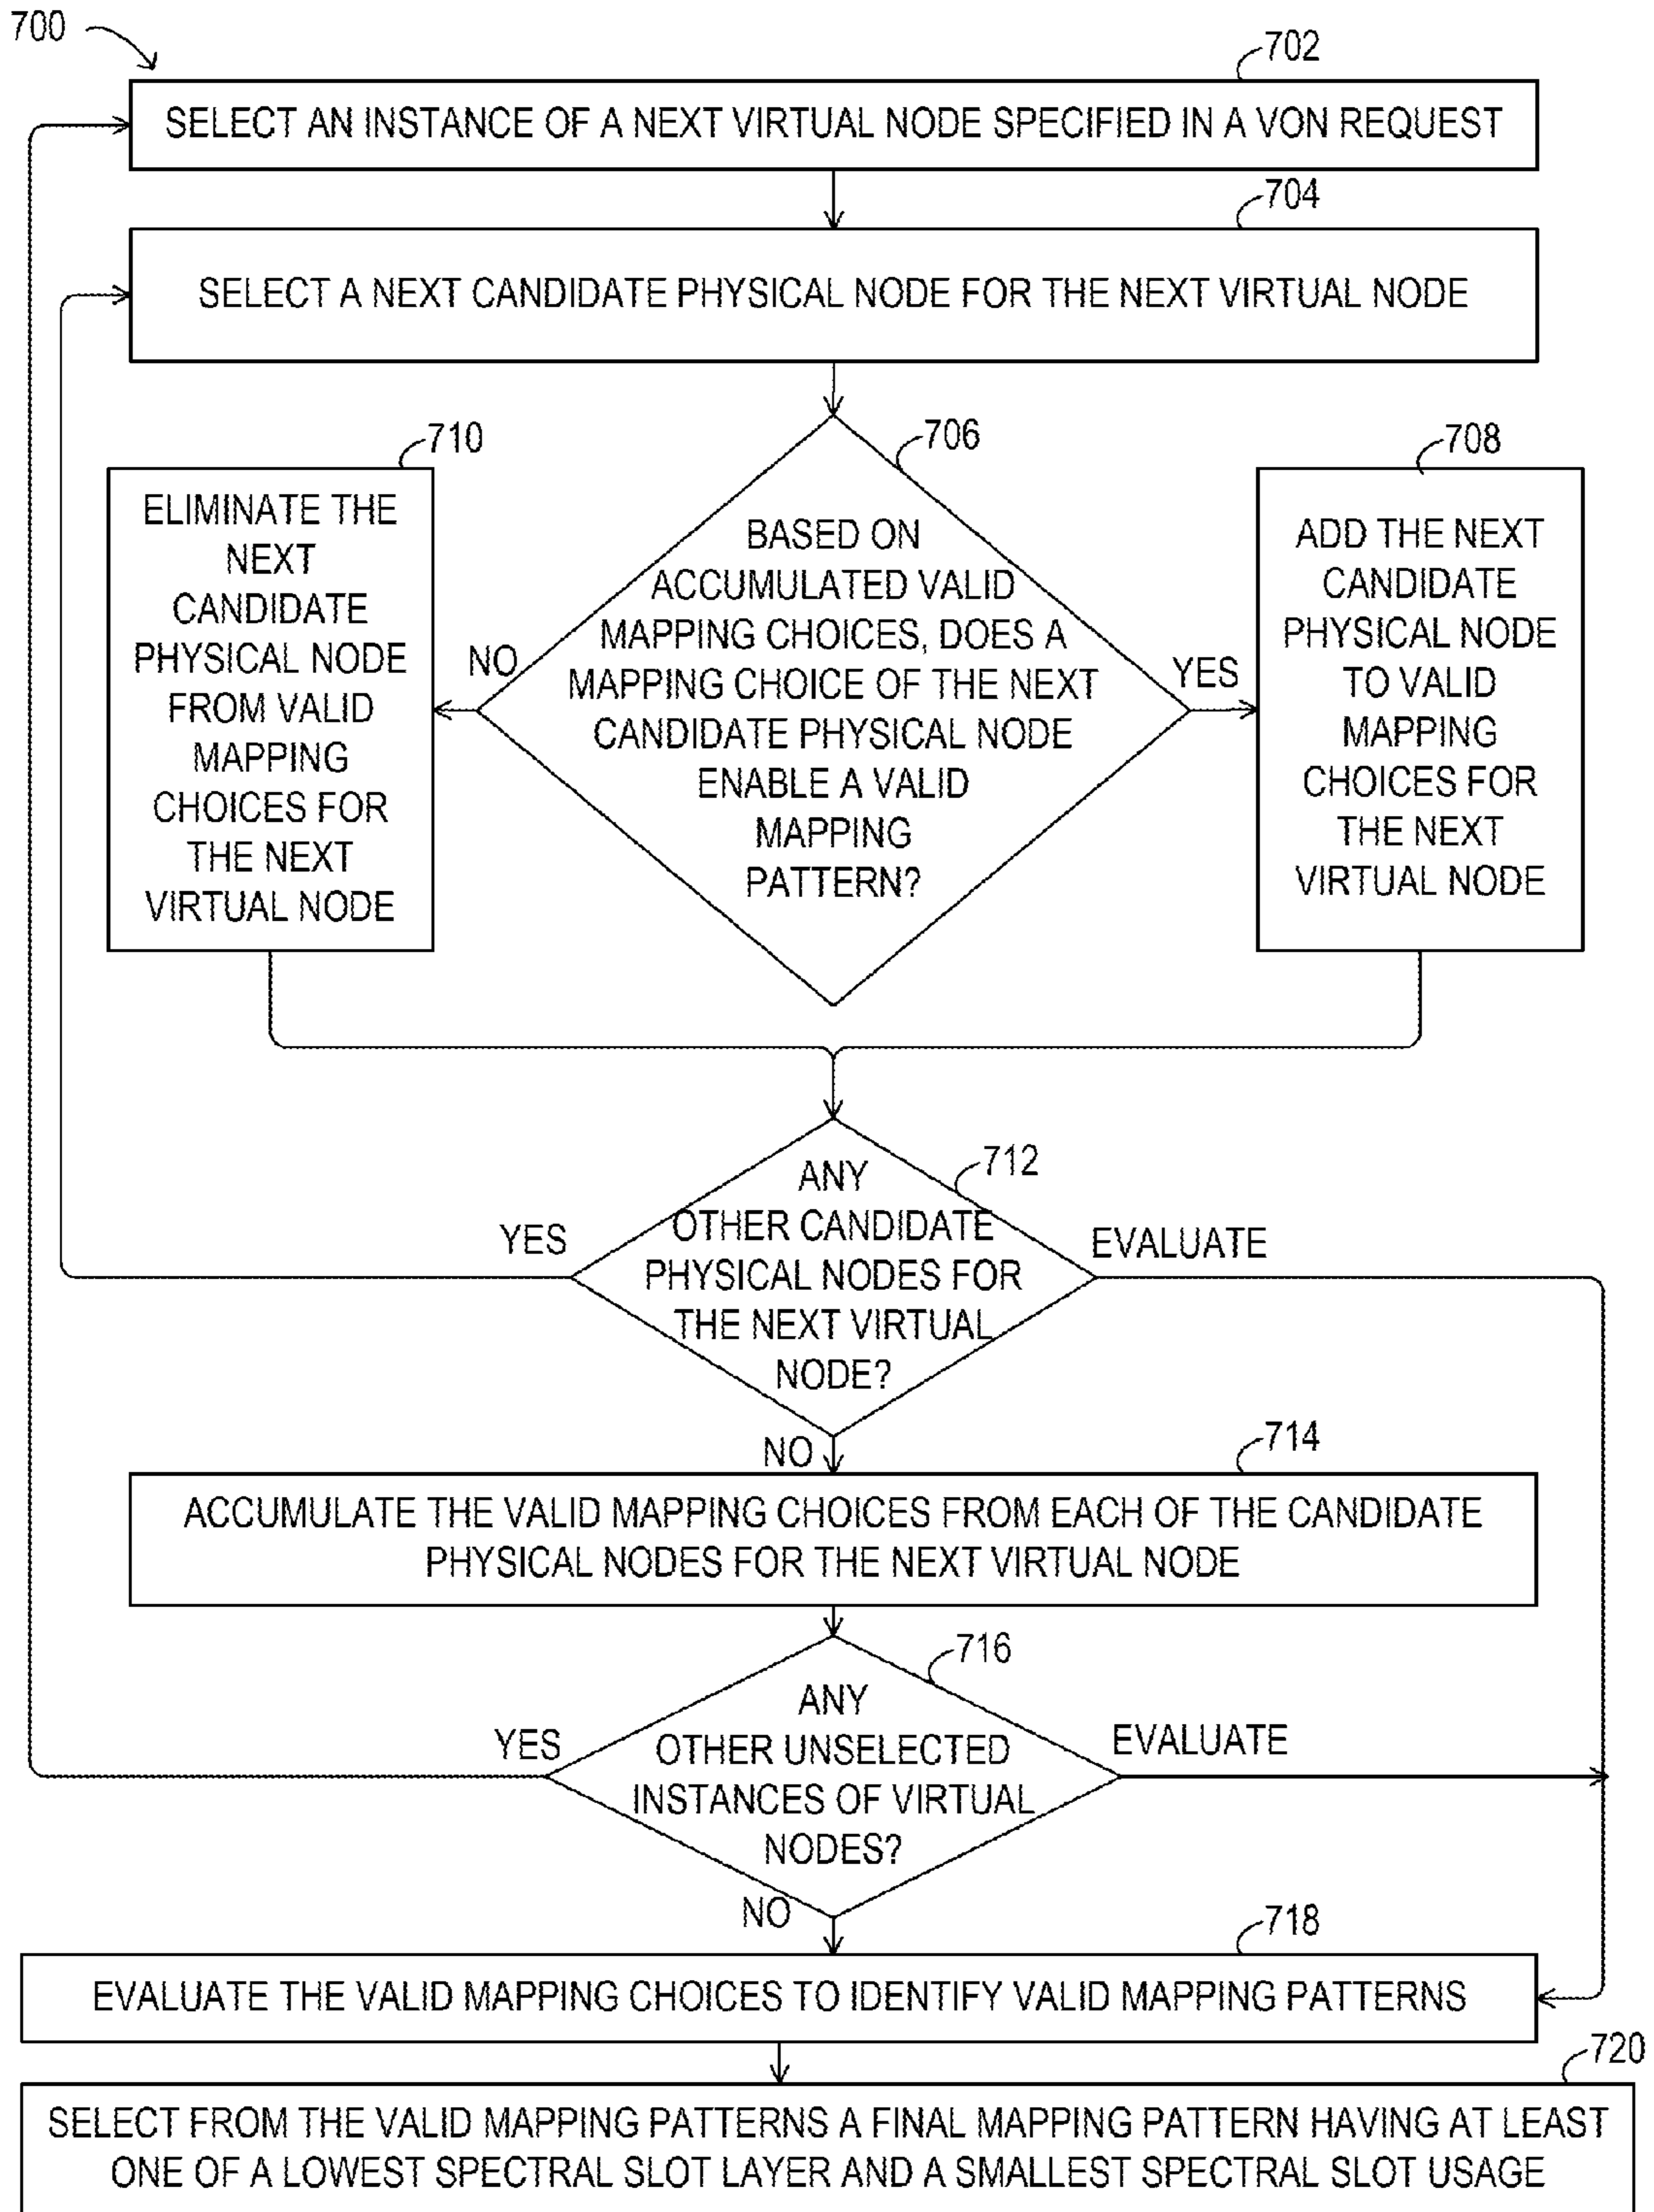 700
702
SELECT AN INSTANCE OF A NEXT VIRTUAL NODE SPECIFIED IN A VON REQUEST
704
SELECT A NEXT CANDIDATE PHYSICAL NODE FOR THE NEXT VIRTUAL NODE
710
ELIMINATE THE
NEXT
CANDIDATE
PHYSICAL NODE
FROM VALID
MAPPING
CHOICES FOR
THE NEXT
VIRTUAL NODE
NO
706
BASED ON
ACCUMULATED VALID
MAPPING CHOICES, DOES A
MAPPING CHOICE OF THE NEXT
CANDIDATE PHYSICAL NODE
ENABLE A VALID
MAPPING
PATTERN?
YES
708
ADD THE NEXT
CANDIDATE
PHYSICAL NODE
TO VALID
MAPPING
CHOICES FOR
THE NEXT
VIRTUAL NODE
712
ANY
OTHER CANDIDATE
PHYSICAL NODES FOR
THE NEXT VIRTUAL
NODE?
YES
EVALUATE
NO
714
ACCUMULATE THE VALID MAPPING CHOICES FROM EACH OF THE CANDIDATE
PHYSICAL NODES FOR THE NEXT VIRTUAL NODE
716
ANY
OTHER UNSELECTED
INSTANCES OF VIRTUAL
NODES?
YES
EVALUATE
NO
718
EVALUATE THE VALID MAPPING CHOICES TO IDENTIFY VALID MAPPING PATTERNS
720
SELECT FROM THE VALID MAPPING PATTERNS A FINAL MAPPING PATTERN HAVING AT LEAST
ONE OF A LOWEST SPECTRAL SLOT LAYER AND A SMALLEST SPECTRAL SLOT USAGE